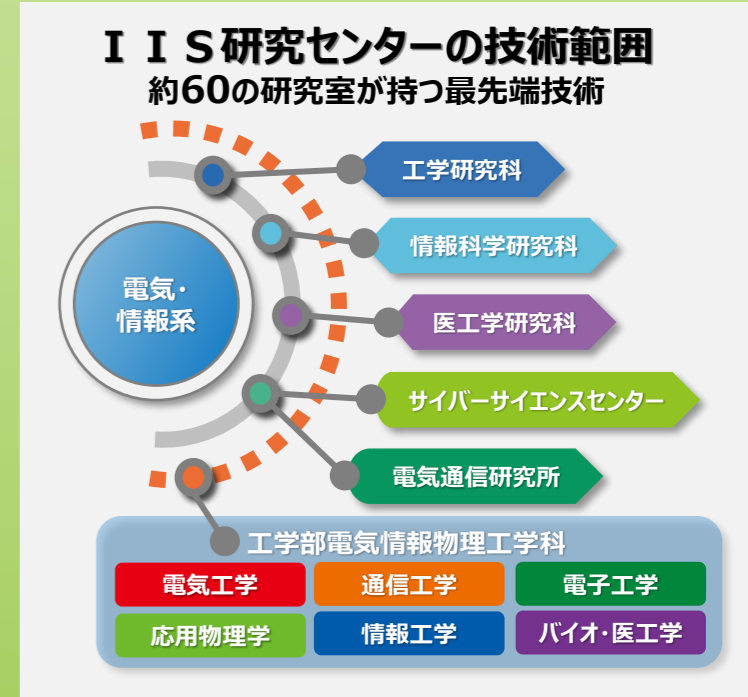 ＩＩＳ研究センターの技術範囲
約60の研究室が持つ最先端技術
電気・
情報系
工学研究科
情報科学研究科
医工学研究科
サイバーサイエンスセンター
電気通信研究所
工学部電気情報物理工学科
電気工学
通信工学
電子工学
応用物理学
情報工学
バイオ・医工学